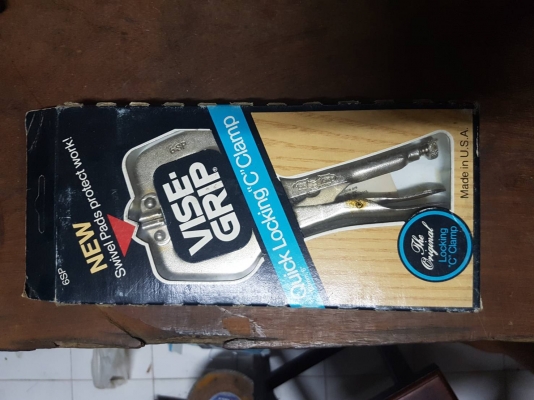 6SP
NEW
Swivel Pads protect work!
VISE-
GRIP
Quick Locking "C" Clamp
The
Original
Locking
"C" Clamp
Made in U.S.A.